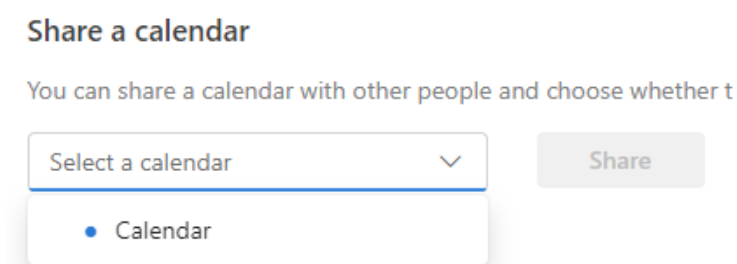 Share a calendar
You can share a calendar with other people and choose whether t
Select a calendar
Share
Calendar